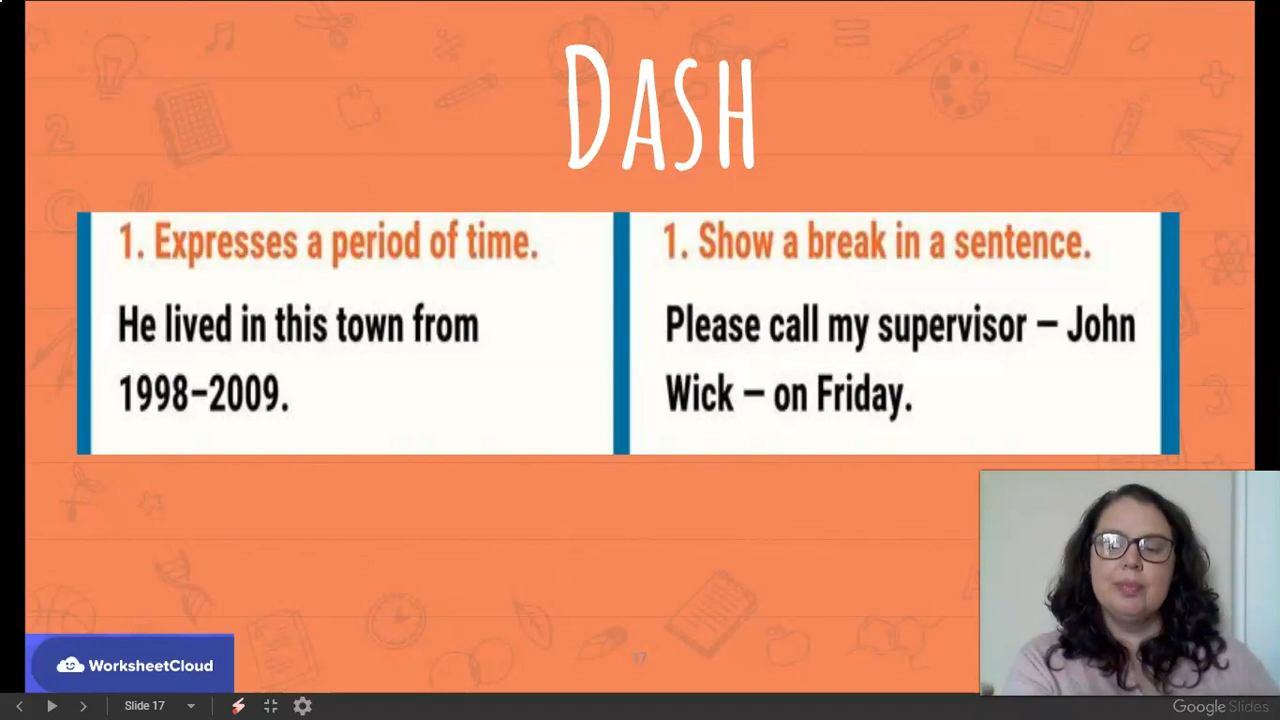 DASH
1. Expresses a period of time.
He lived in this town from
1998–2009.
1. Show a break in a sentence.
Please call my supervisor – John
Wick – on Friday.
17
WorksheetCloud
Slide 17
Google Slides